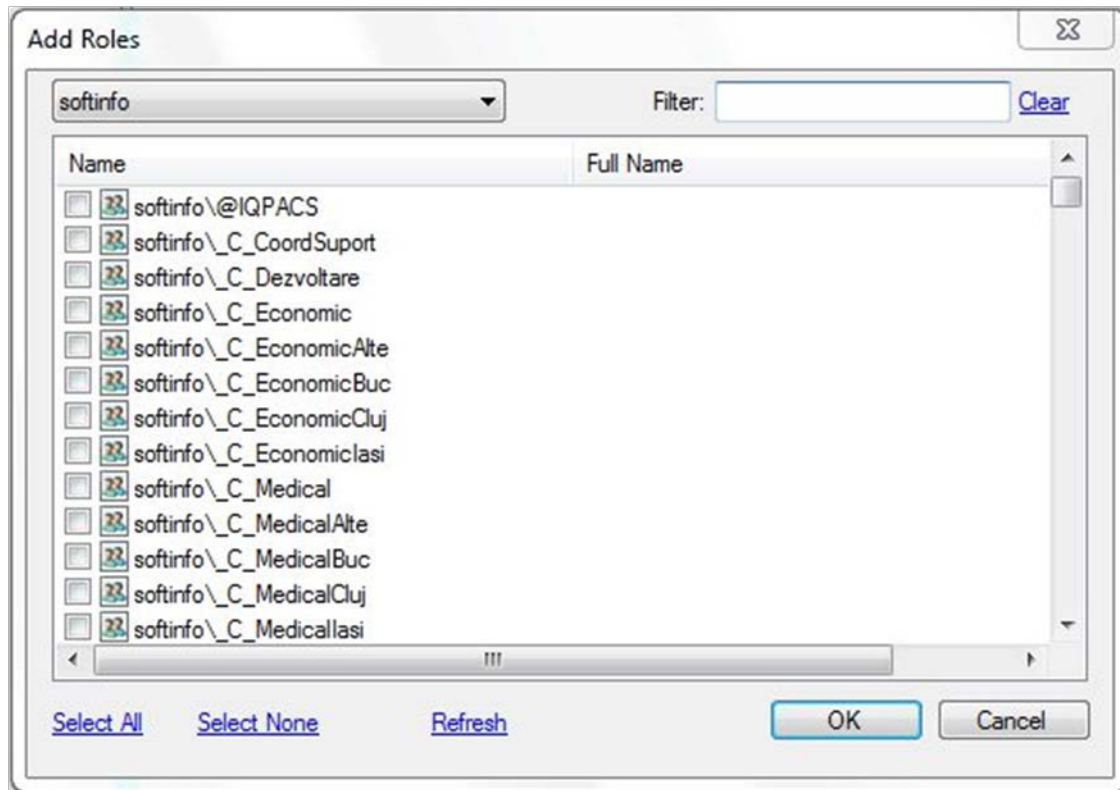 Add Roles
softinfo
Filter:
Clear
Name Full Name
softinfo\@IQPACS
softinfo\_C_CoordSuport
softinfo\_C_Dezvoltare
softinfo\_C_Economic
softinfo\_C_EconomicAlte
softinfo\_C_EconomicBuc
softinfo\_C_EconomicCluj
softinfo\_C_EconomicIasi
softinfo\_C_Medical
softinfo\_C_MedicalAlte
softinfo\_C_MedicalBuc
softinfo\_C_MedicalCluj
softinfo\_C_MedicalIasi
Select All Select None Refresh OK Cancel